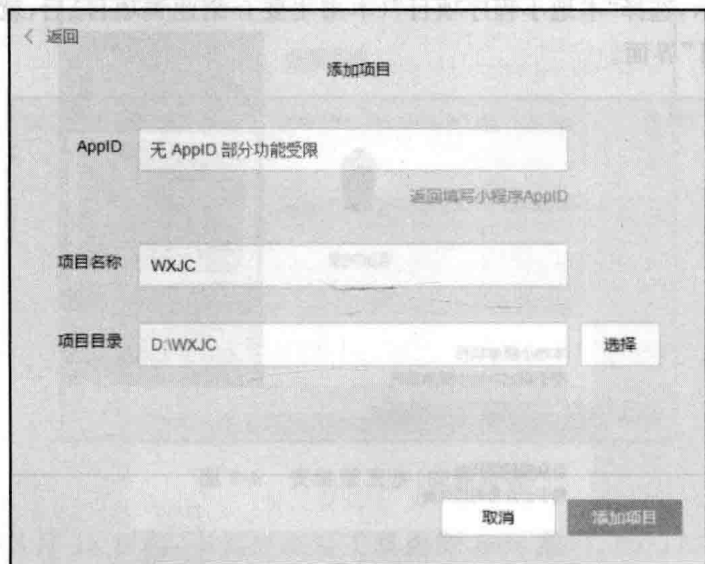 返回
添加项目
AppID 无 AppID 部分功能受限
返回填写小程序AppID
项目名称 WXJC
项目目录 D:\WXJC 选择
取消 添加项目